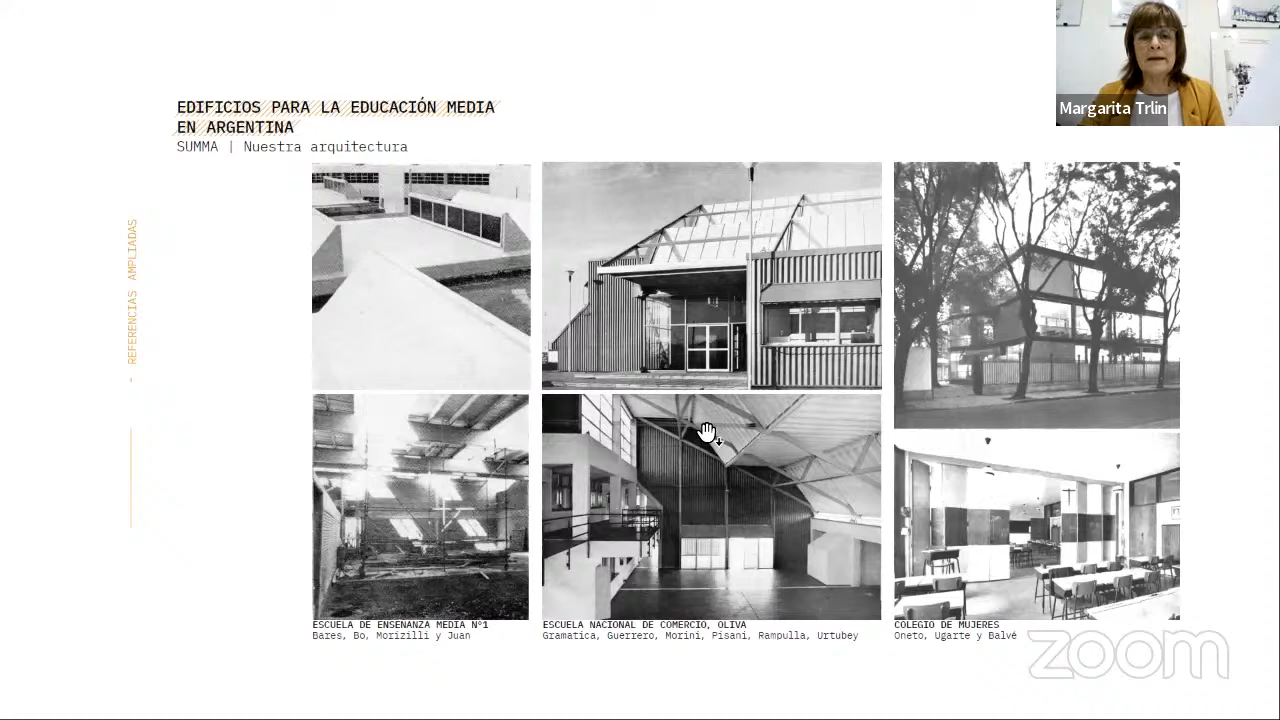 EDIFICIOS PARA LA EDUCACIÓN MEDIA
EN ARGENTINA
SUMMA | Nuestra arquitectura
- REFERENCIAS AMPLIADAS
ESCUELA DE ENSENANZA MEDIA Nº1
Bares, Bo, Morizilli y Juan
ESCUELA NACIONAL DE COMERCIO, OLIVA
Gramatica, Guerrero, Morini, Pisani, Rampulla, Urtubey
COLEGIO DE MUJERES
Oneto, Ugarte y Balvé
Margarita Trlin
zoom